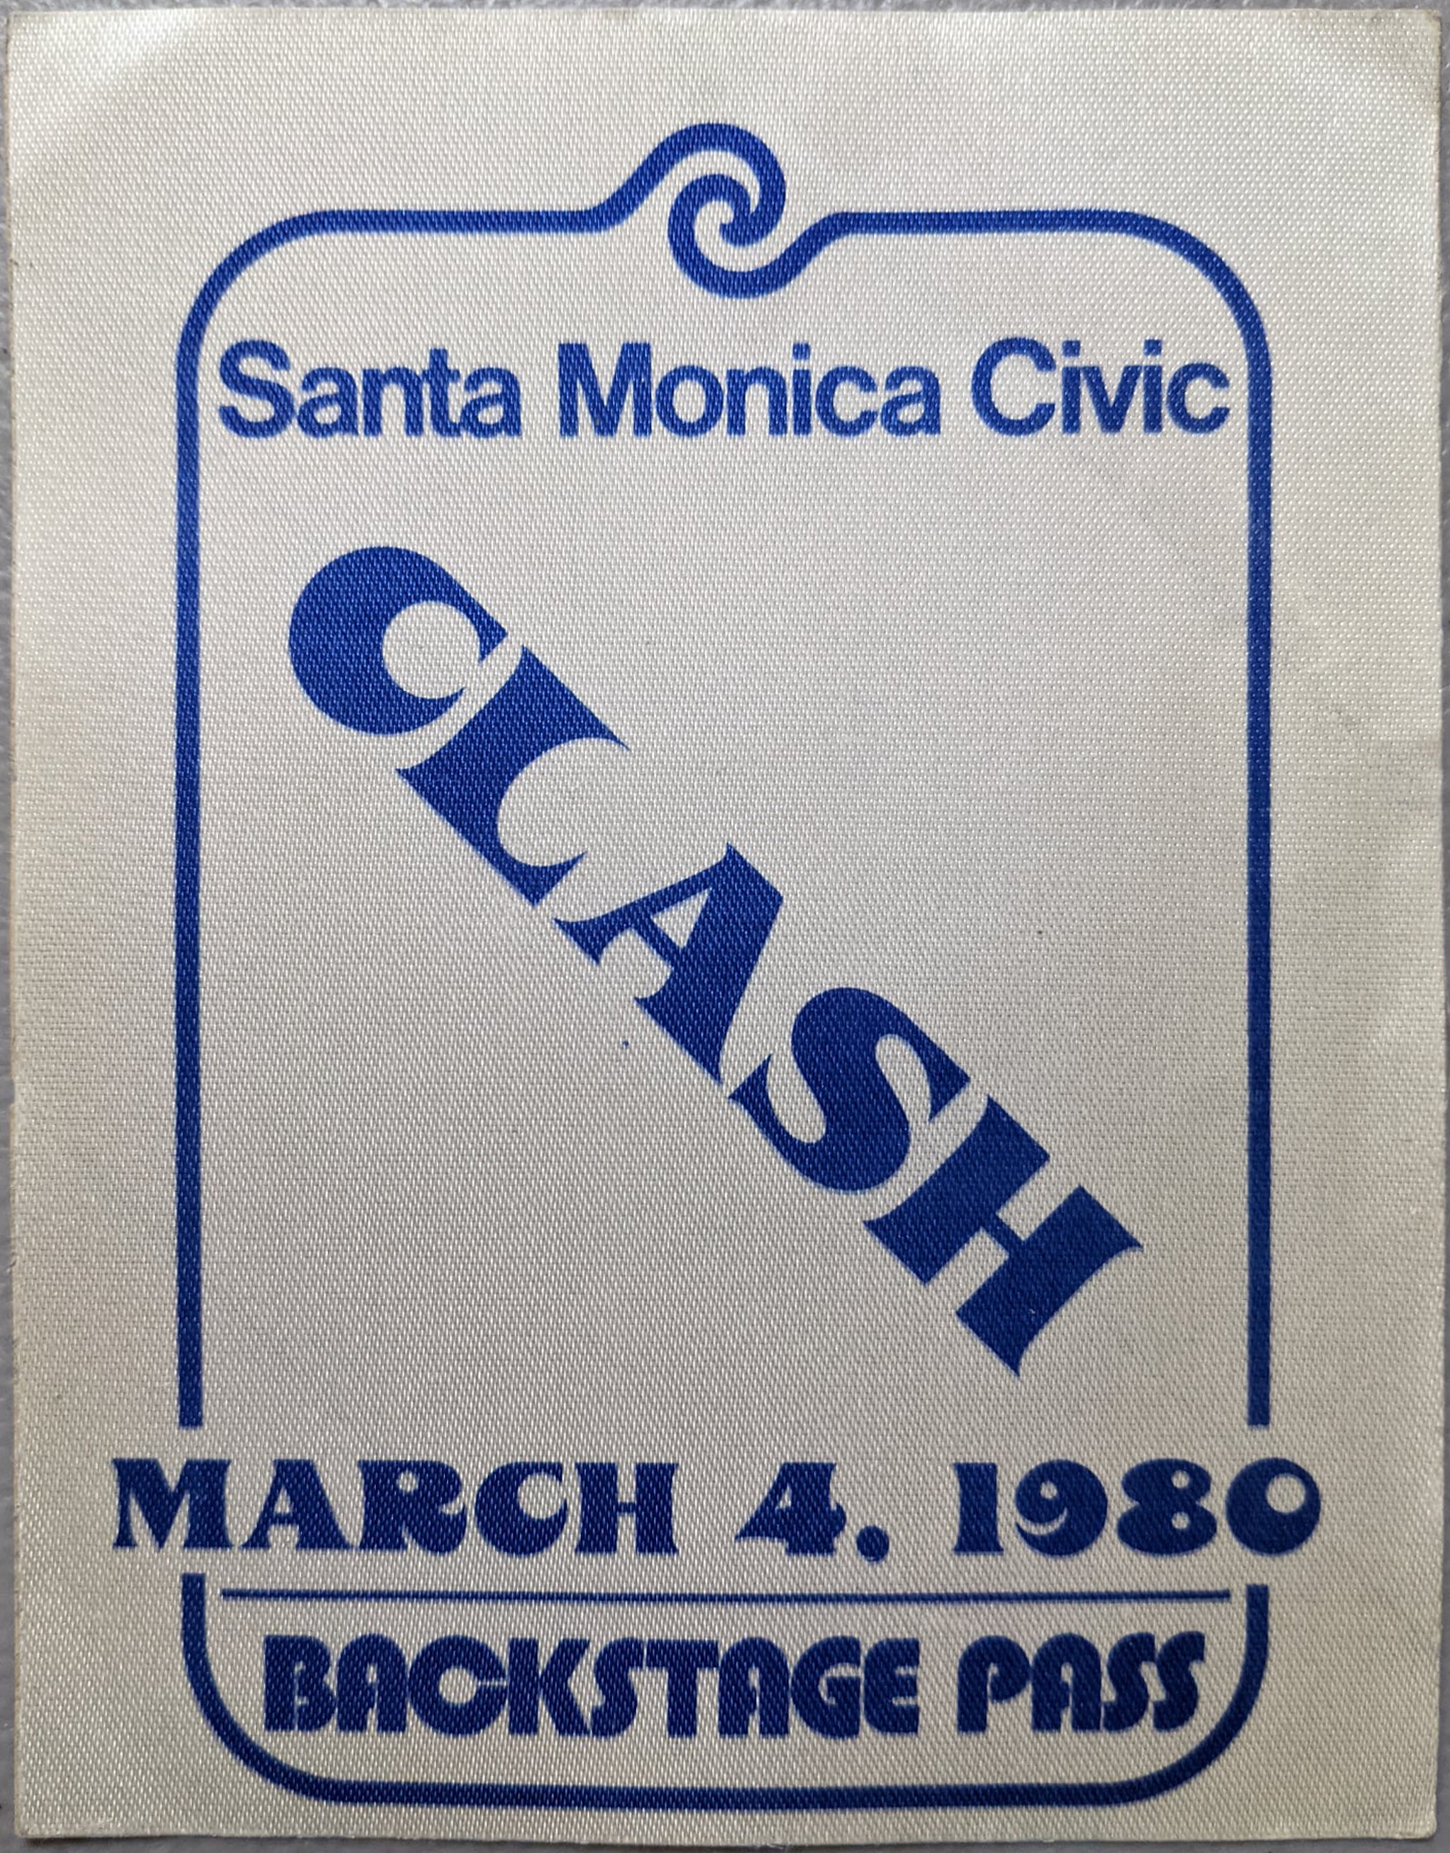 Santa Monica Civic
CLASH
MARCH 4. 1980
BACKSTAGE PASS